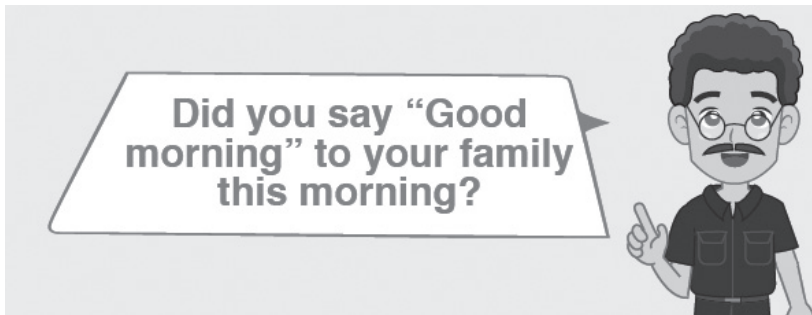 Did you say “Good
morning” to your family
this morning?